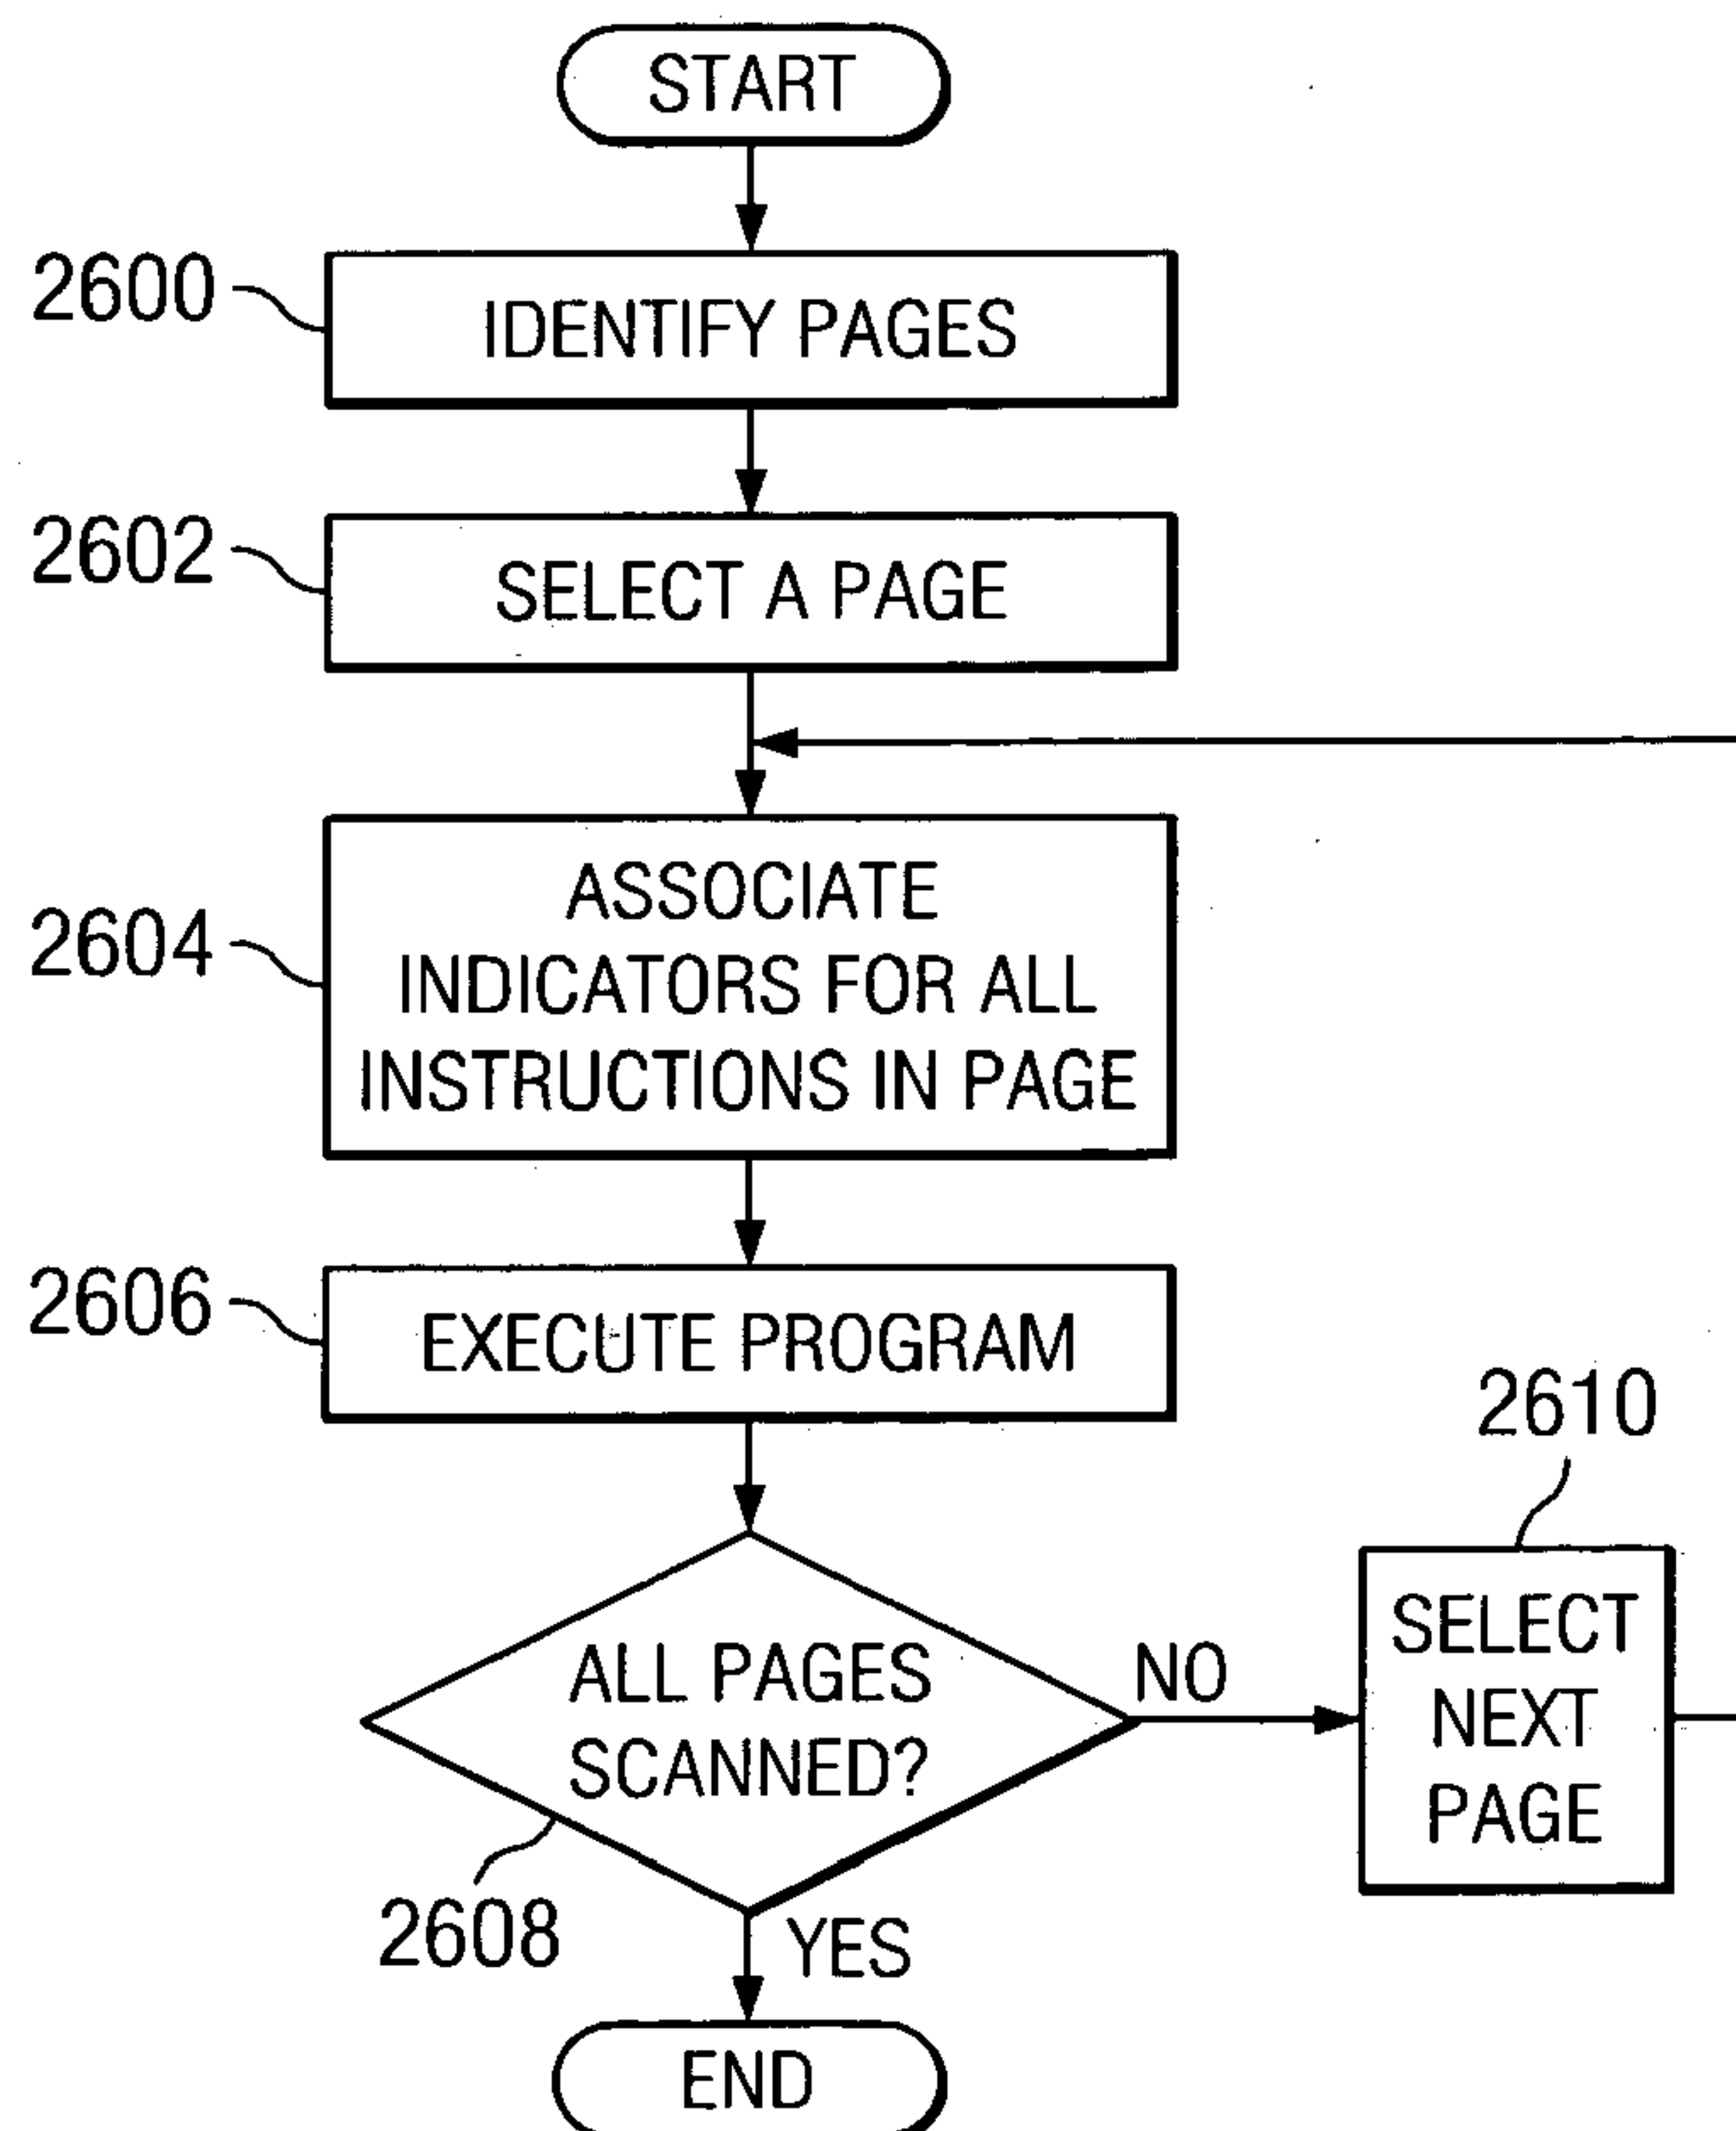 START
2600
IDENTIFY PAGES
2602
SELECT A PAGE
2604
ASSOCIATE
INDICATORS FOR ALL
INSTRUCTIONS IN PAGE
2606
EXECUTE PROGRAM
2610
SELECT
NEXT
PAGE
ALL PAGES
SCANNED?
NO
2608
YES
END